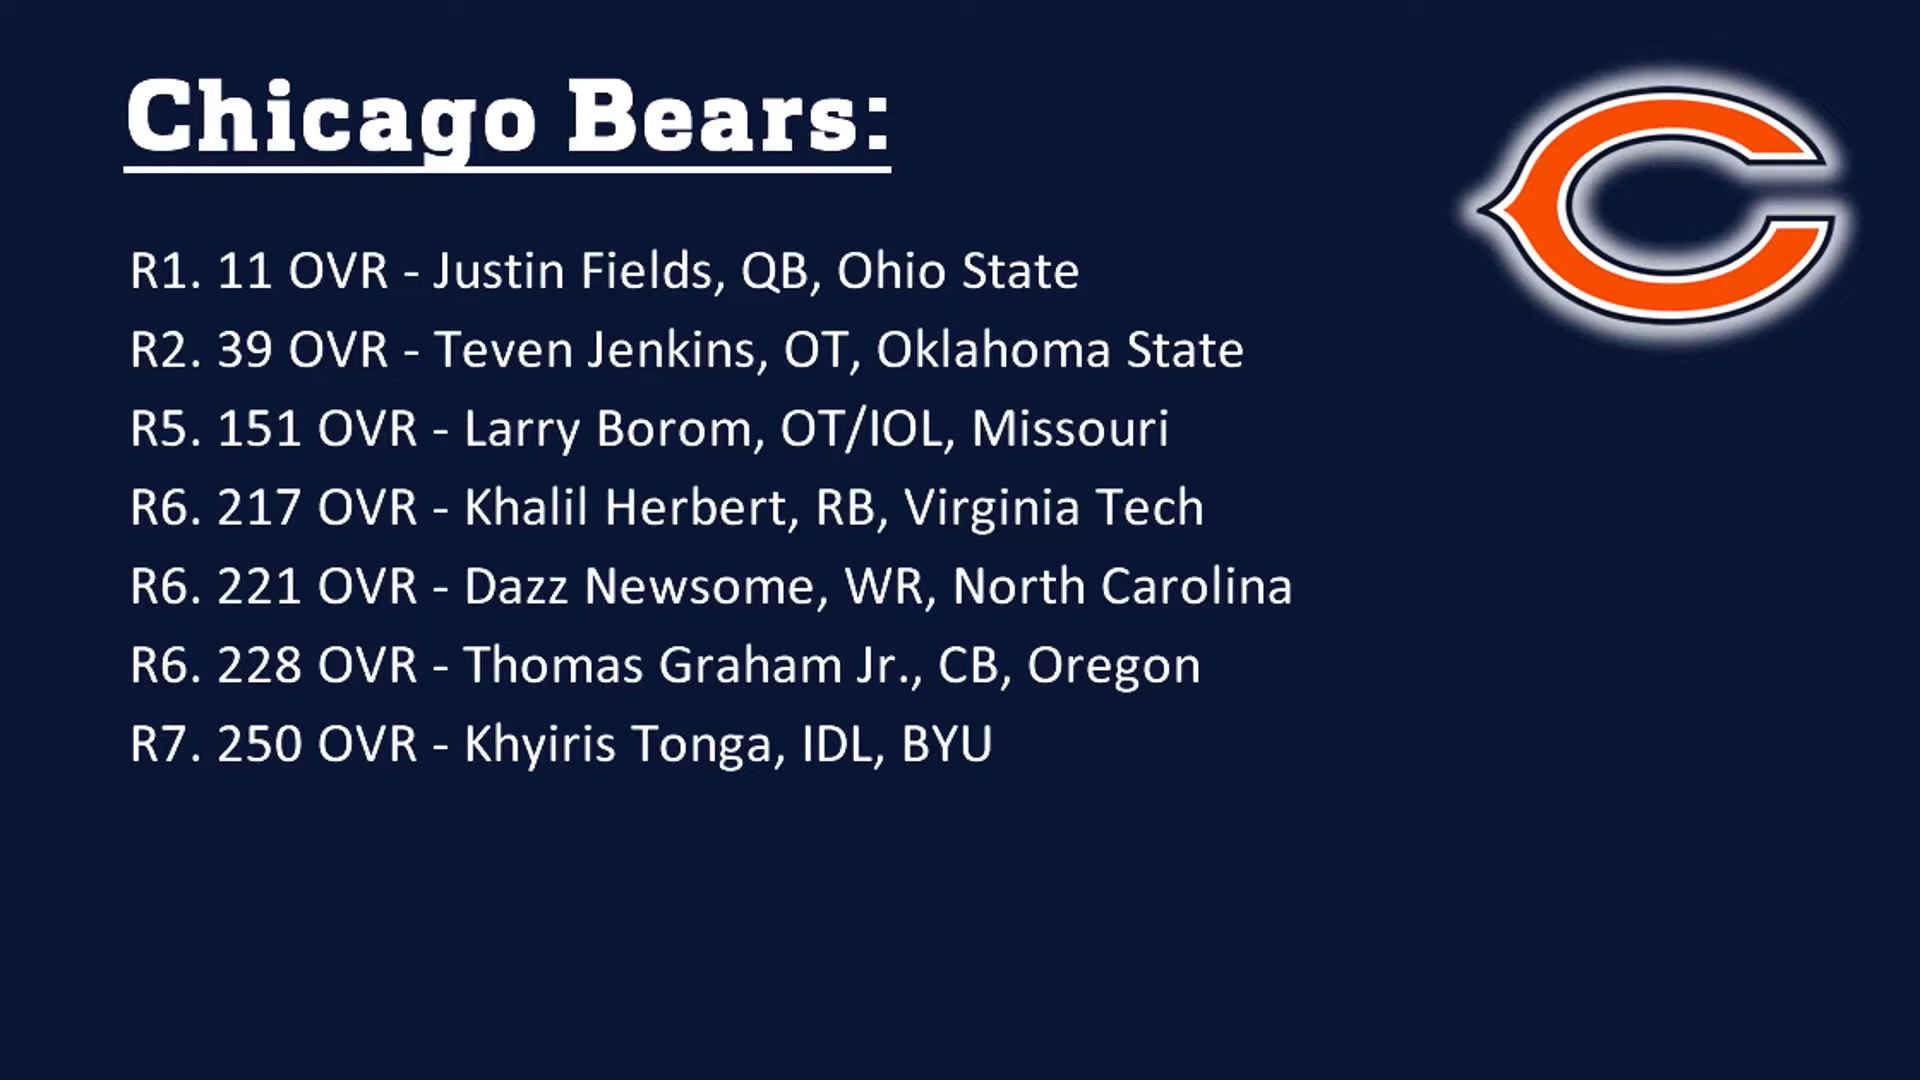 Chicago Bears:
R1. 11 OVR - Justin Fields, QB, Ohio State
R2. 39 OVR - Teven Jenkins, OT, Oklahoma State
R5. 151 OVR - Larry Borom, OT/IOL, Missouri
R6. 217 OVR - Khalil Herbert, RB, Virginia Tech
R6. 221 OVR - Dazz Newsome, WR, North Carolina
R6. 228 OVR - Thomas Graham Jr., CB, Oregon
R7. 250 OVR - Khyiris Tonga, IDL, BYU